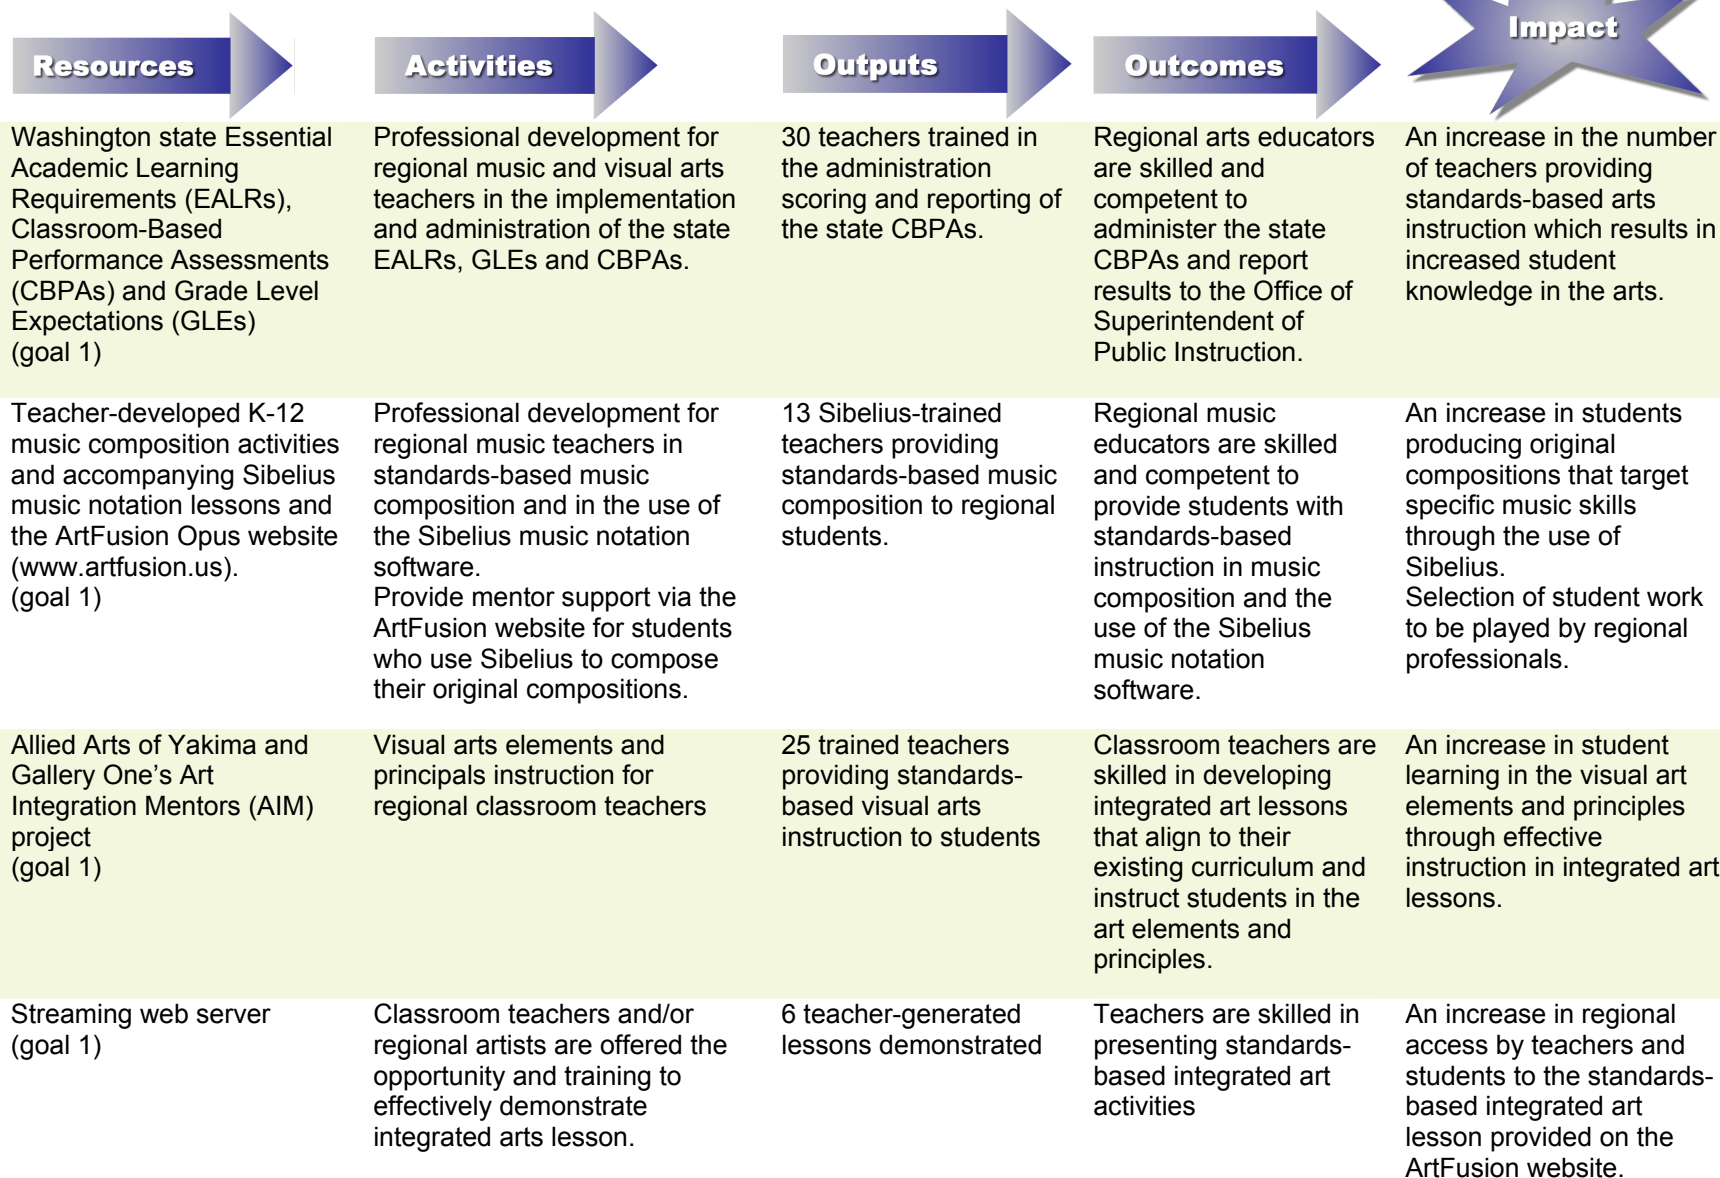 Resources
Activities
Outputs
Outcomes
Impact
Washington state Essential
Academic Learning
Requirements (EALRs),
Classroom-Based
Performance Assessments
(CBPAs) and Grade Level
Expectations (GLEs)
(goal 1)
Professional development for
regional music and visual arts
teachers in the implementation
and administration of the state
EALRs, GLEs and CBPAs.
30 teachers trained in
the administration
scoring and reporting of
the state CBPAs.
Regional arts educators
are skilled and
competent to
administer the state
CBPAs and report
results to the Office of
Superintendent of
Public Instruction.
An increase in the number
of teachers providing
standards-based arts
instruction which results in
increased student
knowledge in the arts.
Teacher-developed K-12
music composition activities
and accompanying Sibelius
music notation lessons and
the ArtFusion Opus website
(www.artfusion.us).
(goal 1)
Professional development for
regional music teachers in
standards-based music
composition and in the use of
the Sibelius music notation
software.
Provide mentor support via the
ArtFusion website for students
who use Sibelius to compose
their original compositions.
13 Sibelius-trained
teachers providing
standards-based music
composition to regional
students.
Regional music
educators are skilled
and competent to
provide students with
standards-based
instruction in music
composition and the
use of the Sibelius
music notation
software.
An increase in students
producing original
compositions that target
specific music skills
through the use of
Sibelius.
Selection of student work
to be played by regional
professionals.
Allied Arts of Yakima and
Gallery One’s Art
Integration Mentors (AIM)
project
(goal 1)
Visual arts elements and
principals instruction for
regional classroom teachers
25 trained teachers
providing standards-
based visual arts
instruction to students
Classroom teachers are
skilled in developing
integrated art lessons
that align to their
existing curriculum and
instruct students in the
art elements and
principles.
An increase in student
learning in the visual art
elements and principles
through effective
instruction in integrated art
lessons.
Streaming web server
(goal 1)
Classroom teachers and/or
regional artists are offered the
opportunity and training to
effectively demonstrate
integrated arts lesson.
6 teacher-generated
lessons demonstrated
Teachers are skilled in
presenting standards-
based integrated art
activities
An increase in regional
access by teachers and
students to the standards-
based integrated art
lesson provided on the
ArtFusion website.